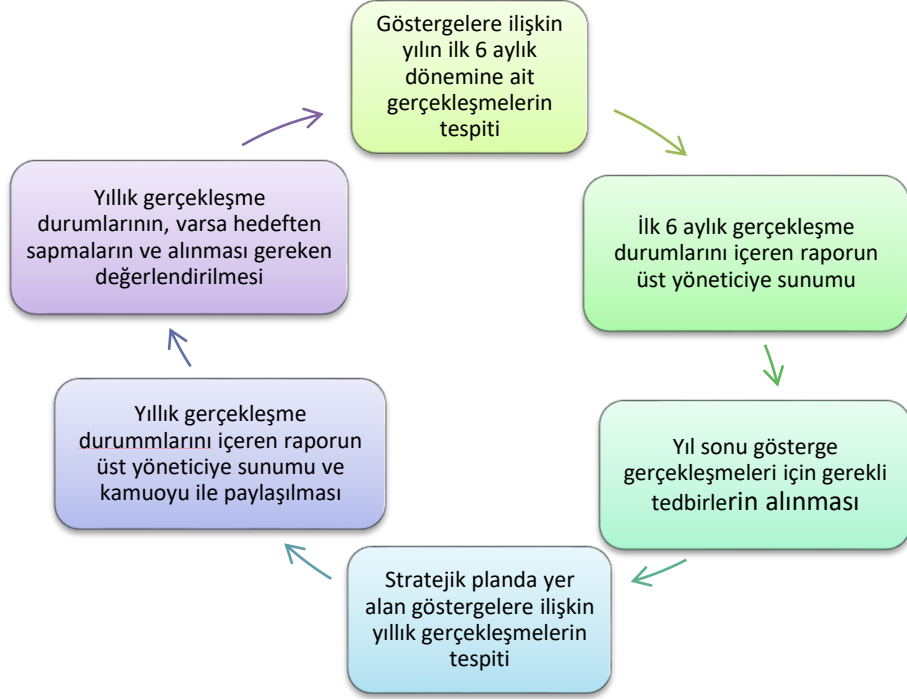 Göstergelere ilişkin
yılın ilk 6 aylık
dönemine ait
gerçekleşmelerin
tespiti
İlk 6 aylık gerçekleşme
durumlarını içeren raporun
üst yöneticiye sunumu
Yıl sonu gösterge
gerçekleşmeleri için gerekli
tedbirlerin alınması
Stratejik planda yer
alan göstergelere ilişkin
yıllık gerçekleşmelerin
tespiti
Yıllık gerçekleşme
durummlarını içeren raporun
üst yöneticiye sunumu ve
kamuoyu ile paylaşılması
Yıllık gerçekleşme
durumlarının, varsa hedeften
sapmaların ve alınması gereken
değerlendirilmesi